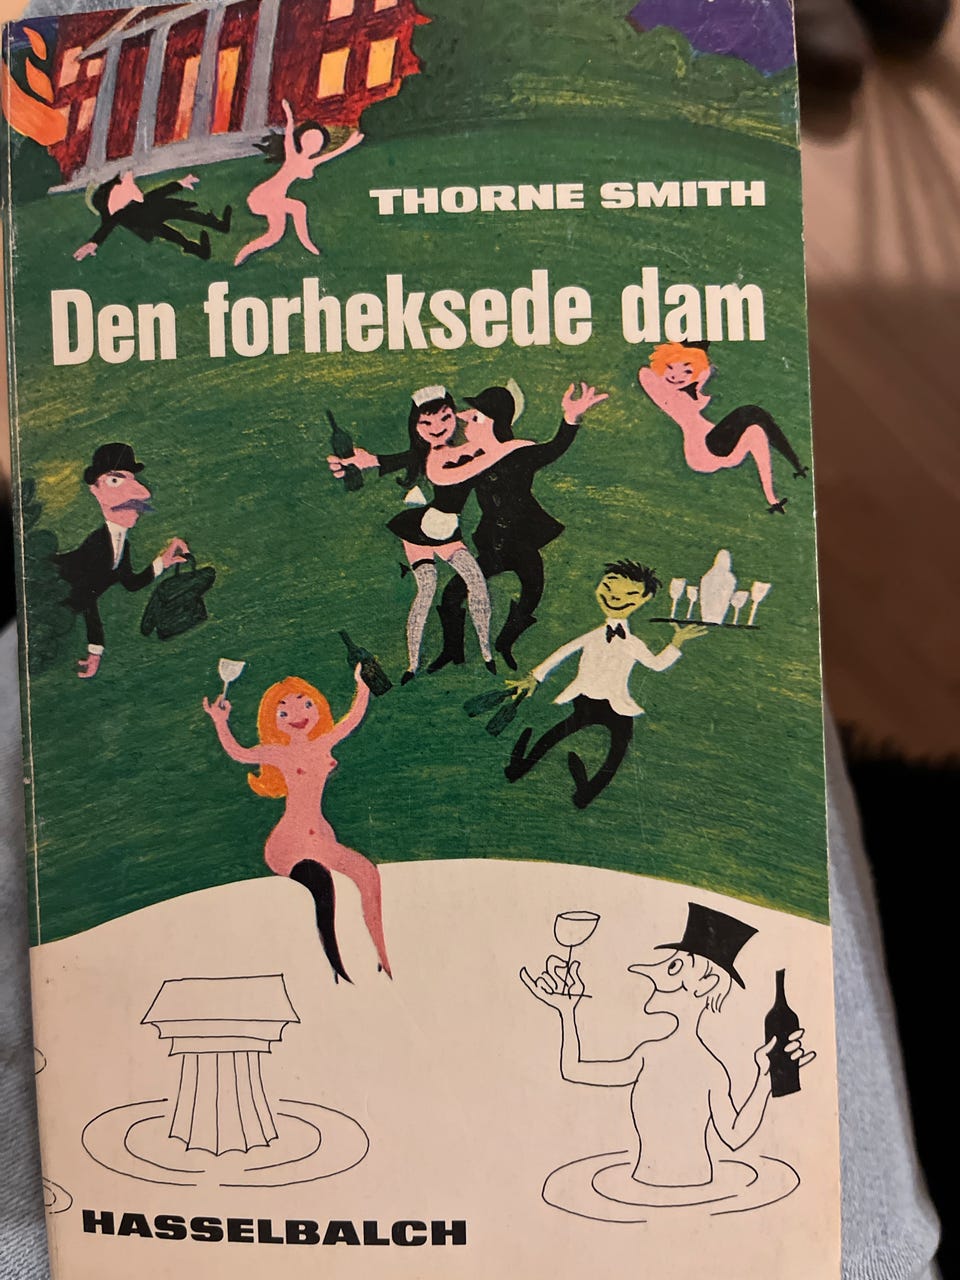 THORNE SMITH
Den forheksede dam
HASSELBALCH